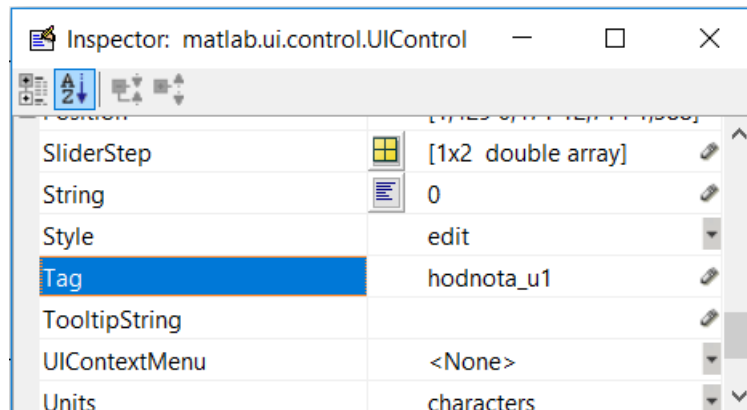 Inspector: matlab.ui.control.UIControl
Position
SliderStep [1x2 double array]
String 0
Style edit
Tag hodnota_u1
TooltipString
UIContextMenu <None>
Units characters